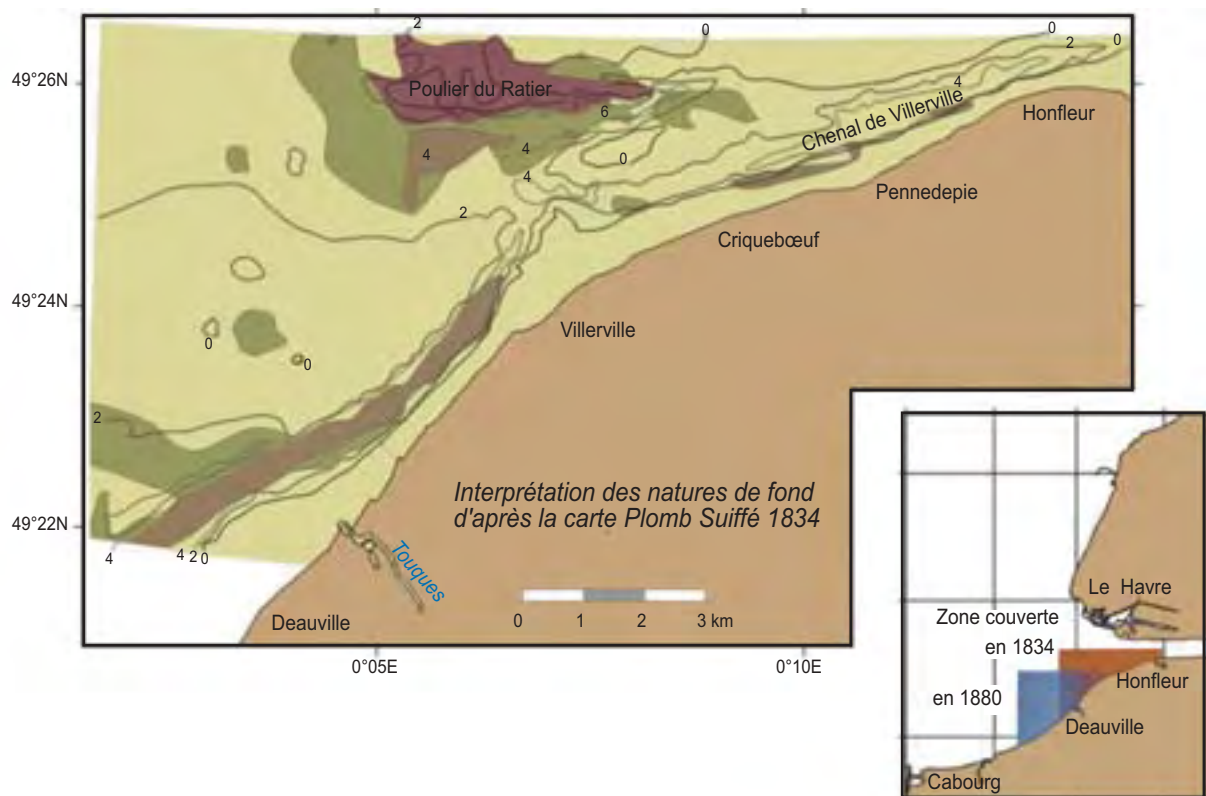 2
0
0
2
0
49°26N
Poulier du Ratier
6
4
Chenal de Villerville
Honfleur
4
4
0
4
Pennedepie
2
Criquebœuf
49°24N
Villerville
0
0
2
Interprétation des natures de fond
d'après la carte Plomb Suiffé 1834
49°22N
4
4 2 0
Touques
Deauville
0 1 2 3 km
0°05E
0°10E
Le Havre
Zone couverte
en 1834
Honfleur
en 1880
Deauville
Cabourg